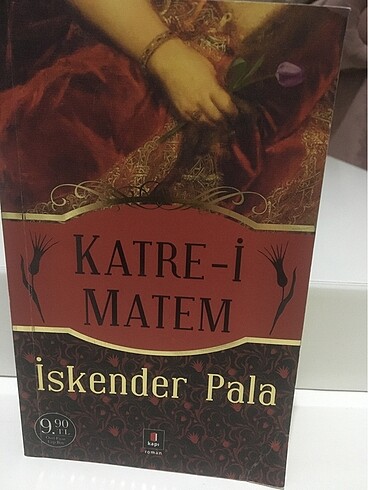 KATRE-İ
MATEM
İskender Pala
9.90
TL
kapı
roman